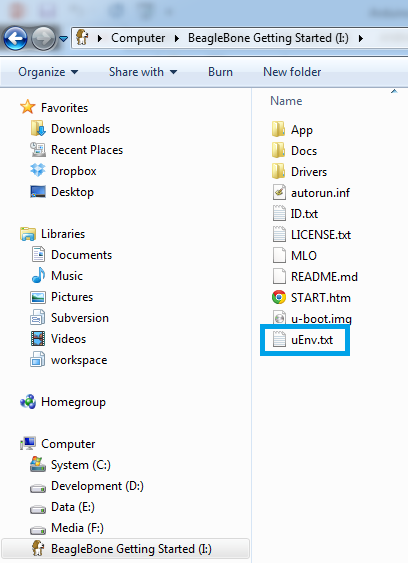 Computer ▸ BeagleBone Getting Started (I:) ▸
Organize ▾ Share with ▾ Burn New folder
Favorites
Downloads
Recent Places
Dropbox
Desktop
Libraries
Documents
Music
Pictures
Subversion
Videos
workspace
Homegroup
Computer
System (C:)
Development (D:)
Data (E:)
Media (F:)
BeagleBone Getting Started (I:)
Name
App
Docs
Drivers
autorun.inf
ID.txt
LICENSE.txt
MLO
README.md
START.htm
u-boot.img
uEnv.txt